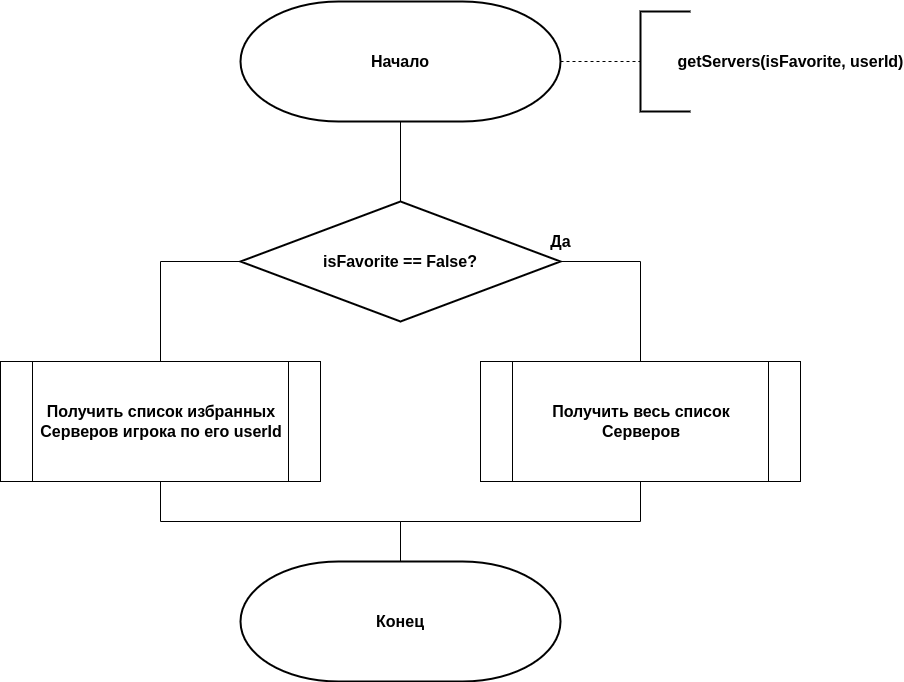 Начало
getServers(isFavorite, userId)
Да
isFavorite == False?
Получить список избранных
Серверов игрока по его userId
Получить весь список
Серверов
Конец